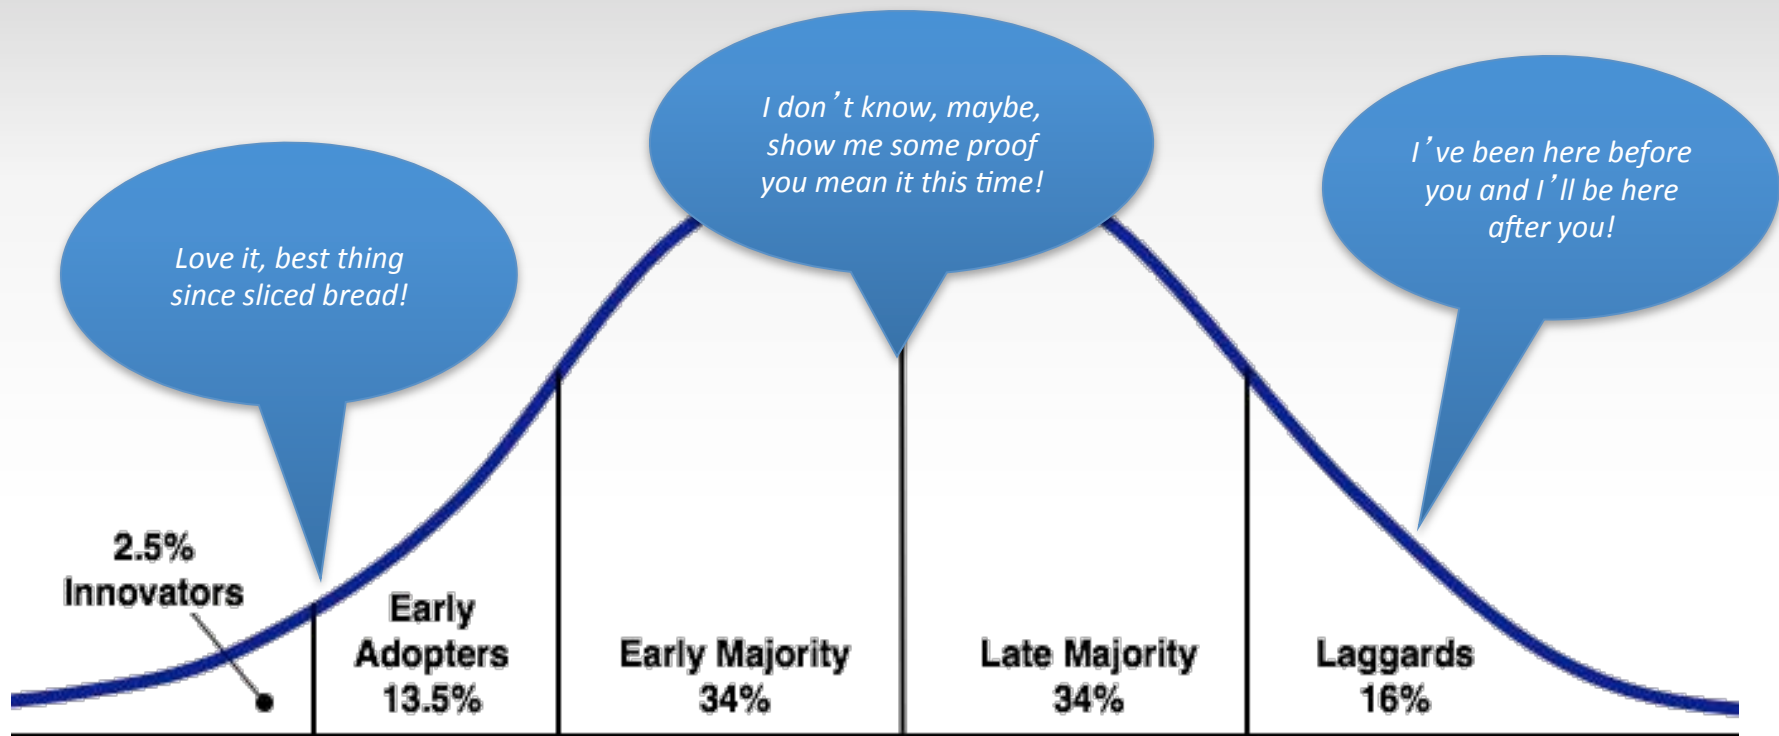 Love it, best thing
since sliced bread!
I don’t know, maybe,
show me some proof
you mean it this time!
I’ve been here before
you and I’ll be here
after you!
2.5%
Innovators
Early
Adopters
13.5%
Early Majority
34%
Late Majority
34%
Laggards
16%